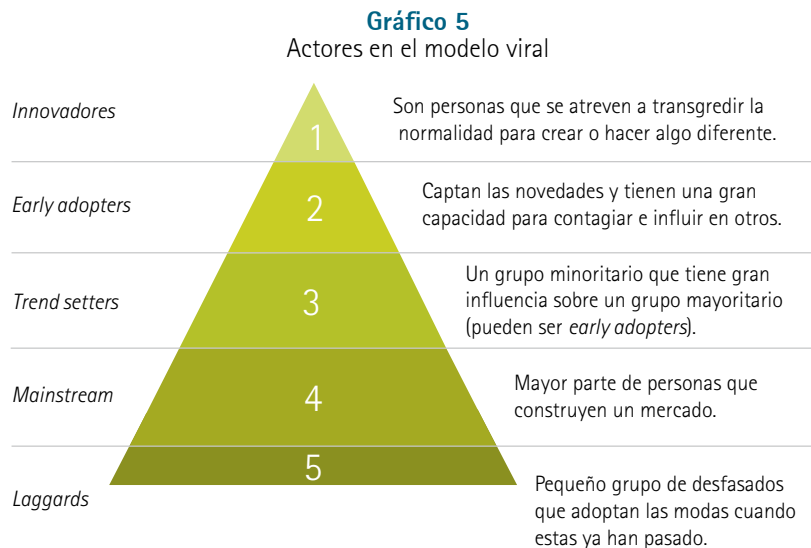 Gráfico 5
Actores en el modelo viral
Innovadores
1
Son personas que se atreven a transgredir la
normalidad para crear o hacer algo diferente.
Early adopters
2
Captan las novedades y tienen una gran
capacidad para contagiar e influir en otros.
Trend setters
3
Un grupo minoritario que tiene gran
influencia sobre un grupo mayoritario
(pueden ser early adopters).
Mainstream
4
Mayor parte de personas que
construyen un mercado.
Laggards
5
Pequeño grupo de desfasados
que adoptan las modas cuando
estas ya han pasado.